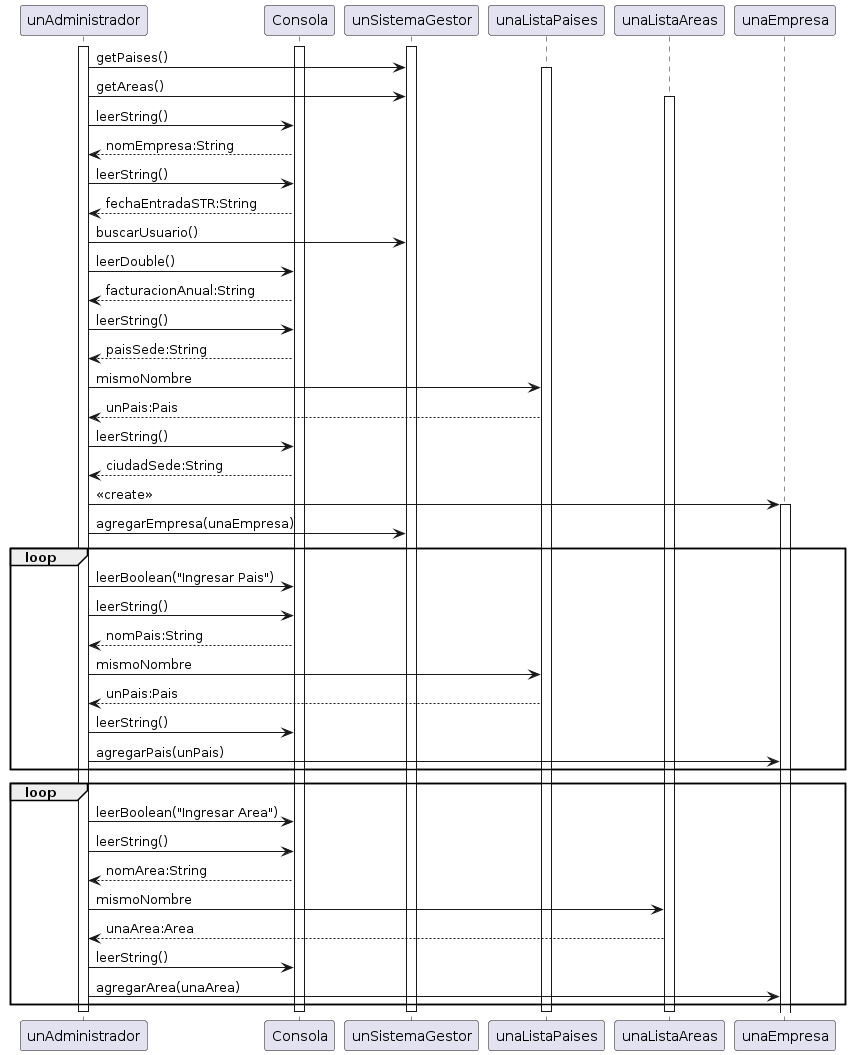 unAdministrador
Consola
unSistemaGestor
unaListaPaises
unaListaAreas
unaEmpresa
getPaises()
getAreas()
leerString()
nomEmpresa:String
leerString()
fechaEntradaSTR:String
buscarUsuario()
leerDouble()
facturacionAnual:String
leerString()
paisSede:String
mismoNombre
unPais:Pais
leerString()
ciudadSede:String
«create»
agregarEmpresa(unaEmpresa)
loop
leerBoolean("Ingresar Pais")
leerString()
nomPais:String
mismoNombre
unPais:Pais
leerString()
agregarPais(unPais)
loop
leerBoolean("Ingresar Area")
leerString()
nomArea:String
mismoNombre
unaArea:Area
leerString()
agregarArea(unaArea)
unAdministrador
Consola
unSistemaGestor
unaListaPaises
unaListaAreas
unaEmpresa